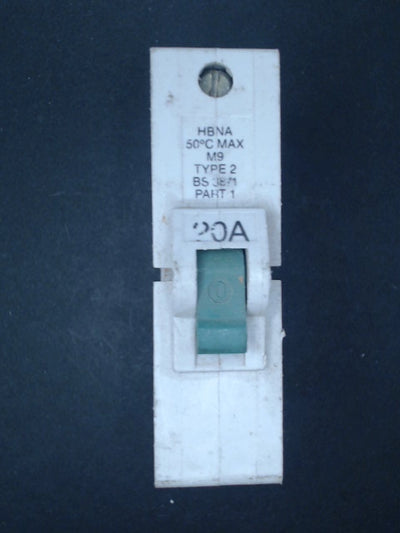 HBNA
50°C MAX
M9
TYPE 2
BS 3871
PART 1
20A
O